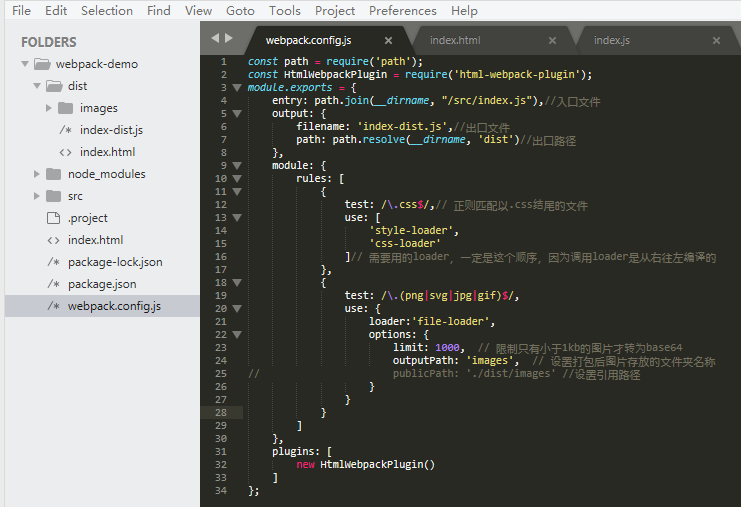 File Edit Selection Find View Goto Tools Project Preferences Help
FOLDERS
webpack-demo
dist
images
/* index-dist.js
<> index.html
node_modules
src
.project
<> index.html
/* package-lock.json
/* package.json
/* webpack.config.js
webpack.config.js × index.html × index.js ×
1 const path = require('path');
2 const HtmlWebpackPlugin = require('html-webpack-plugin');
3 module.exports = {
4 entry: path.join(__dirname, "/src/index.js"),//入口文件
5 output: {
6 filename: 'index-dist.js',//出口文件
7 path: path.resolve(__dirname, 'dist')//出口路径
8 },
9 module: {
10 rules: [
11 {
12 test: /\.css$/,// 正则匹配以.css结尾的文件
13 use: [
14 'style-loader',
15 'css-loader'
16 ]// 需要用的loader，一定是这个顺序，因为调用loader是从右往左编译的
17 },
18 {
19 test: /\.(png|svg|jpg|gif)$/,
20 use: {
21 loader:'file-loader',
22 options: {
23 limit: 1000, // 限制只有小于1kb的图片才转为base64
24 outputPath: 'images', // 设置打包后图片存放的文件夹名称
25 // publicPath: './dist/images' //设置引用路径
26 }
27 }
28 }
29 ]
30 },
31 plugins: [
32 new HtmlWebpackPlugin()
33 ]
34 };